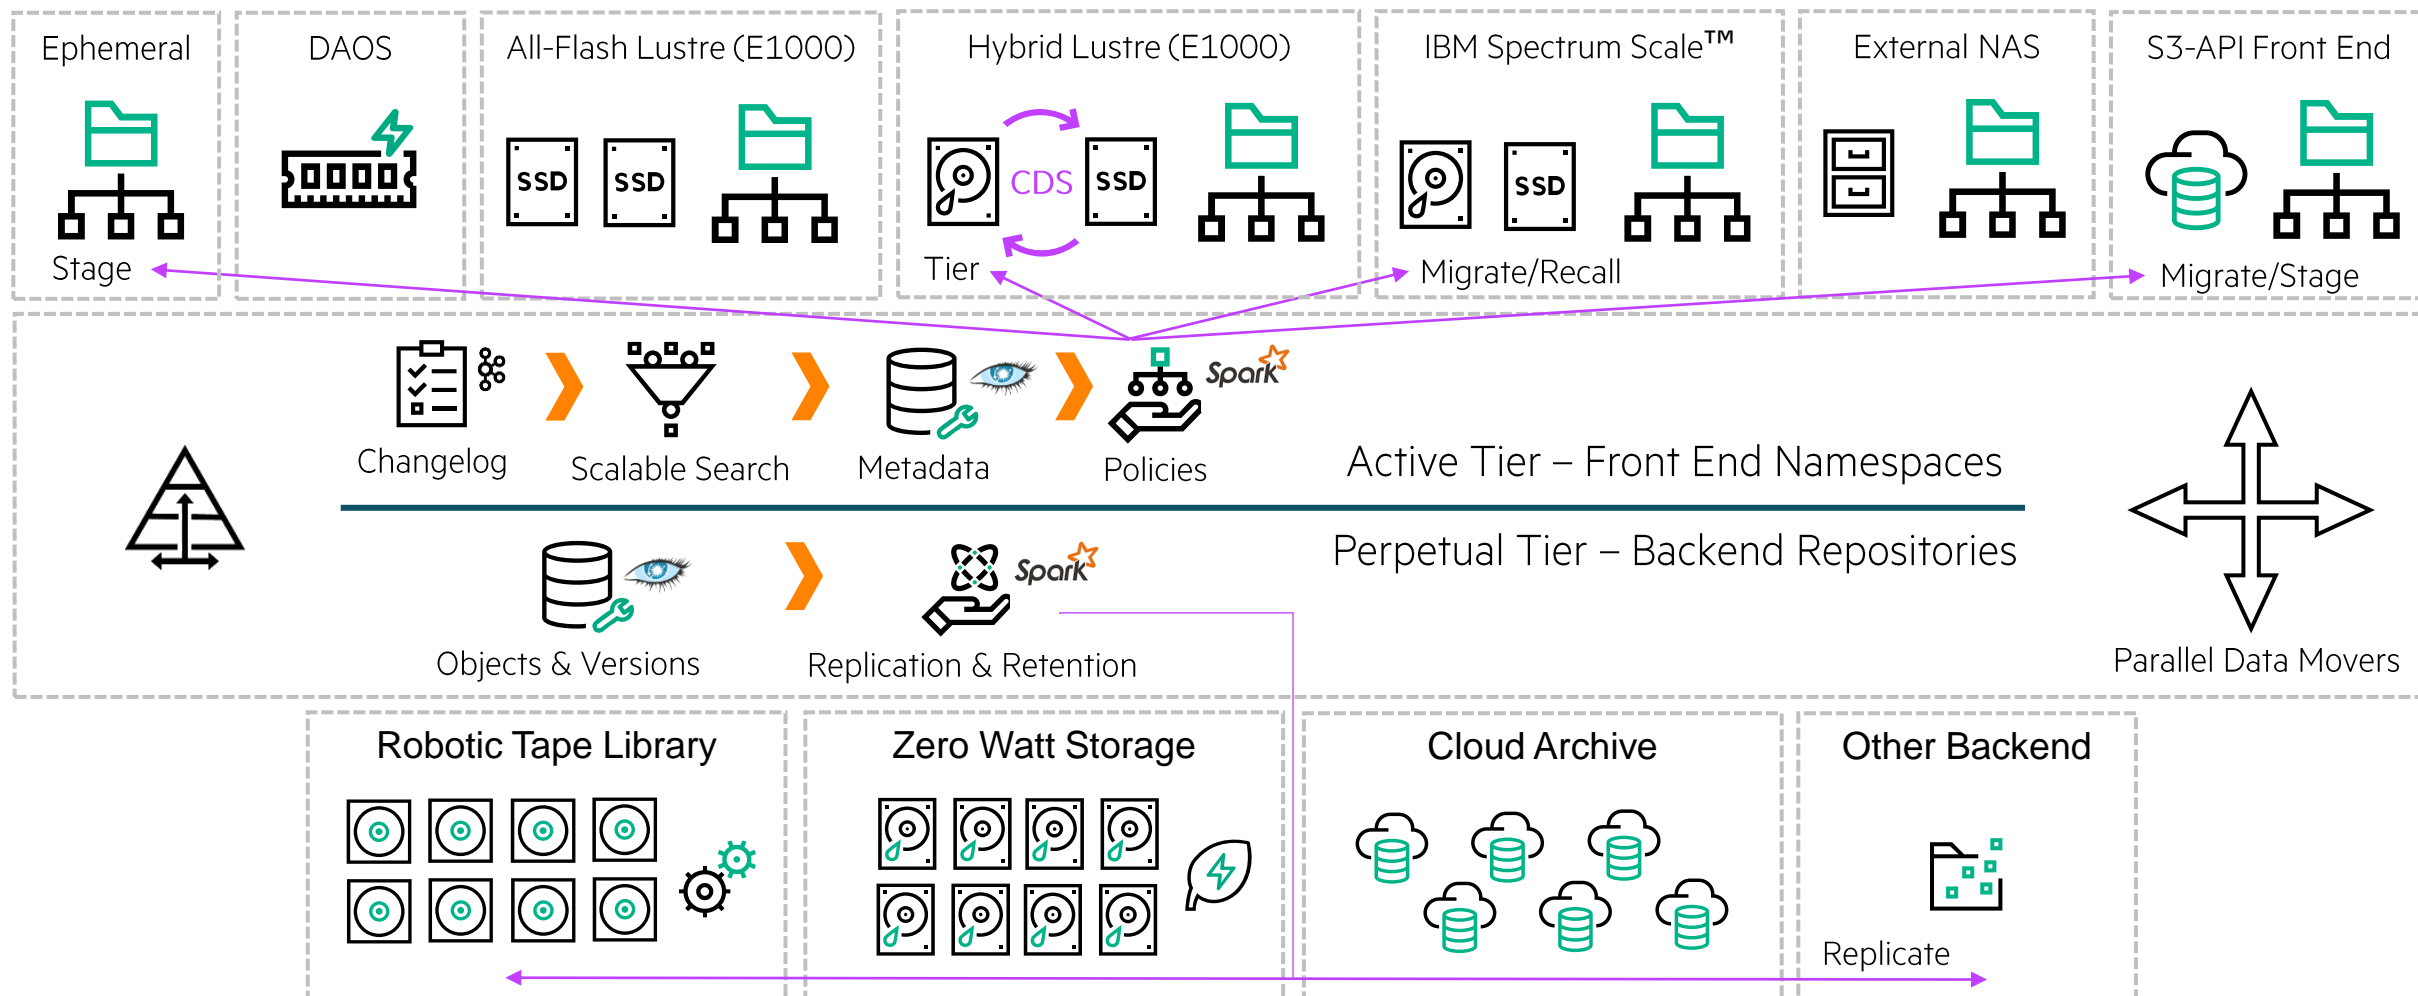 Ephemeral
DAOS
All-Flash Lustre (E1000)
Hybrid Lustre (E1000)
IBM Spectrum Scale™
External NAS
S3-API Front End
SSD
SSD
CDS
SSD
SSD
Stage
Tier
Migrate/Recall
Migrate/Stage
Spark
Changelog
Scalable Search
Metadata
Policies
Active Tier – Front End Namespaces
Perpetual Tier – Backend Repositories
Spark
Objects & Versions
Replication & Retention
Parallel Data Movers
Robotic Tape Library
Zero Watt Storage
Cloud Archive
Other Backend
Replicate